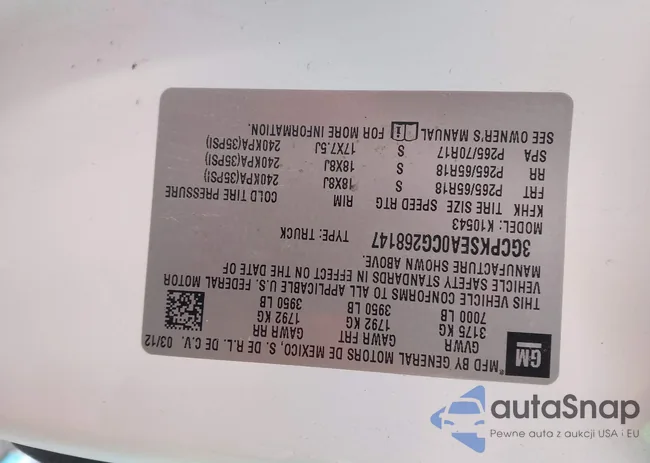 GM
*MFD BY GENERAL MOTORS DE MEXICO, S. DE R.L. DE C.V. 03/12
GVWR GAWR FRT GAWR RR
3175 KG 1792 KG 1792 KG
7000 LB 3950 LB 3950 LB
THIS VEHICLE CONFORMS TO ALL APPLICABLE U.S. FEDERAL MOTOR
VEHICLE SAFETY STANDARDS IN EFFECT ON THE DATE OF
MANUFACTURE SHOWN ABOVE.
3GCPKSEA0CG268147 TYPE: TRUCK
MODEL: K10543
KFHK TIRE SIZE SPEED RTG RIM COLD TIRE PRESSURE
FRT P265/65R18 S 18X8J 240KPA(35PSI)
RR P265/65R18 S 18X8J 240KPA(35PSI)
SPA P265/70R17 S 17X7.5J 240KPA(35PSI)
SEE OWNER'S MANUAL FOR MORE INFORMATION.
autaSnap
Pewne auta z aukcji USA i EU